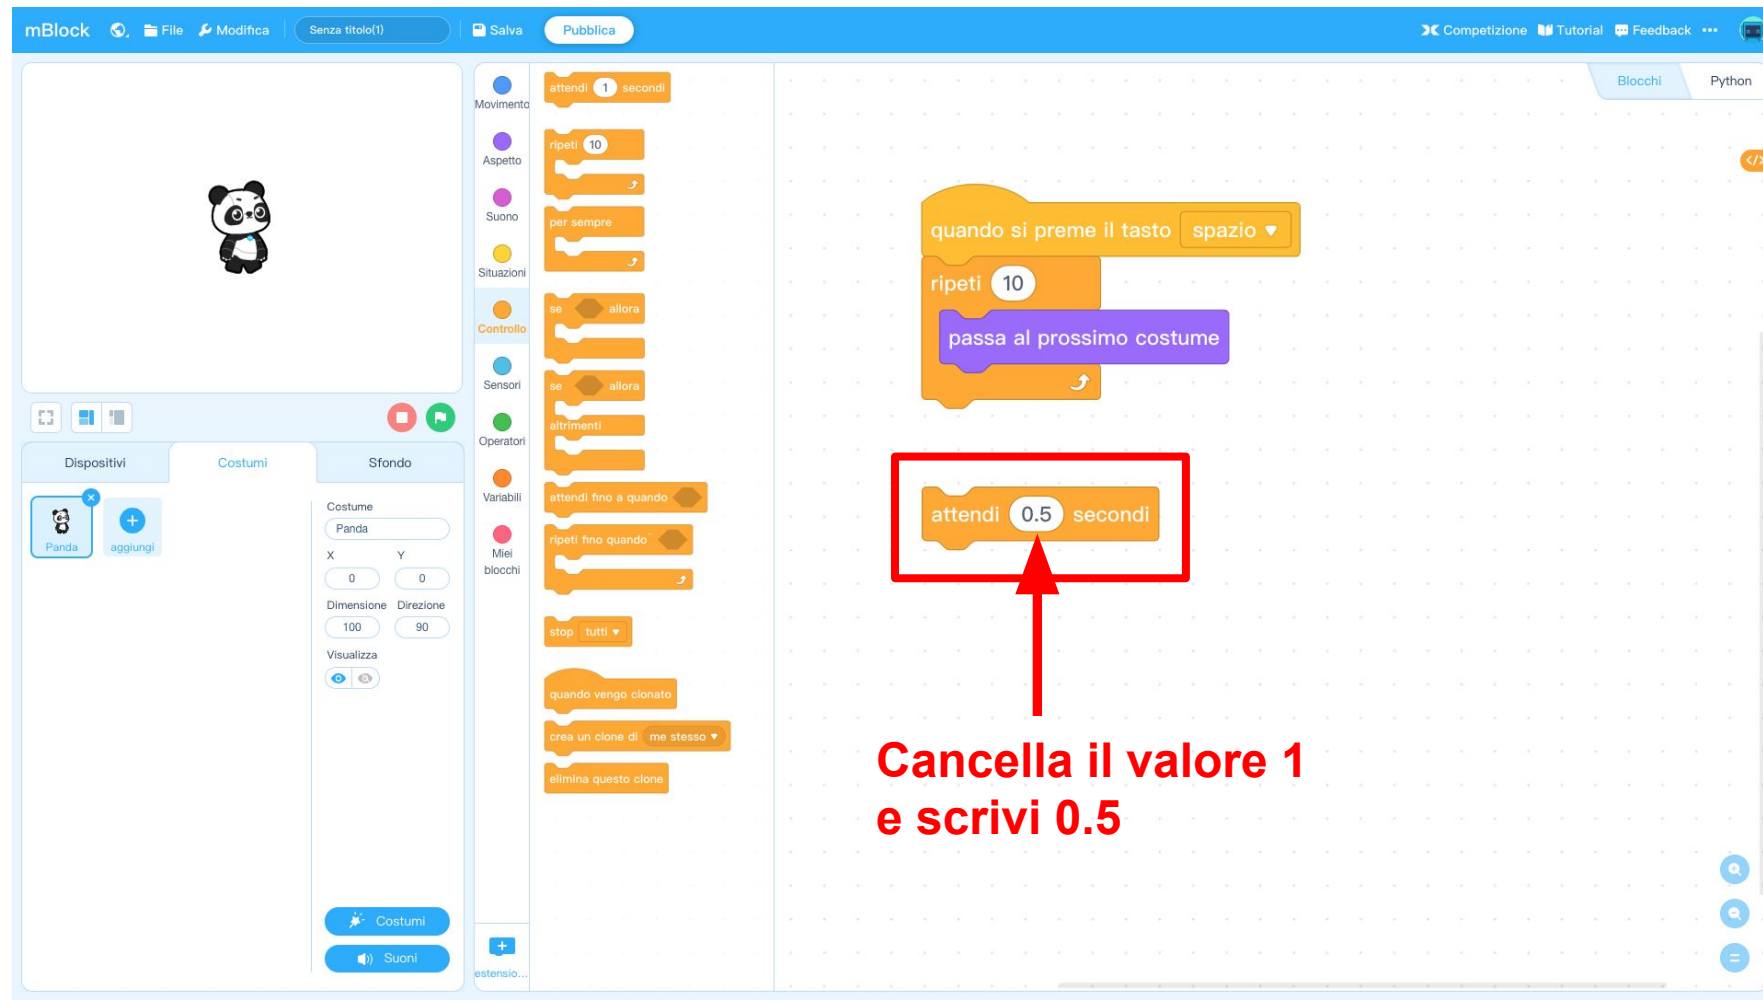 mBlock File Modifica Senza titolo(1) Salva Pubblica Competizione Tutorial Feedback
Blocchi Python
Movimento
Aspetto
Suono
Situazioni
Controllo
Sensori
Operatori
Variabili
Miei
blocchi
estensio...
attendi 1 secondi
ripeti 10
per sempre
se allora
se allora
altrimenti
attendi fino a quando
ripeti fino quando`
stop tutti
quando vengo clonato
crea un clone di me stesso
elimina questo clone
quando si preme il tasto spazio
ripeti 10
passa al prossimo costume
attendi 0.5 secondi
Cancella il valore 1
e scrivi 0.5
Dispositivi Costumi Sfondo
Panda
aggiungi
Costume
Panda
X Y
0 0
Dimensione Direzione
100 90
Visualizza
Costumi
Suoni